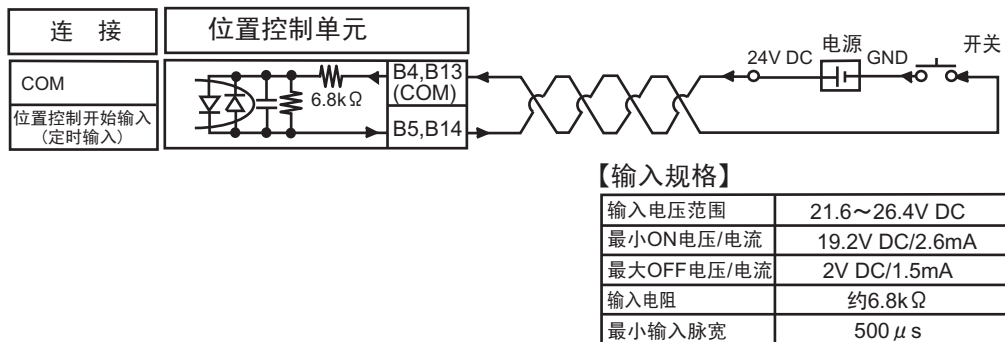 连 接
位置控制单元
COM
6.8kΩ
B4,B13
(COM)
24V DC
电源
GND
开关
位置控制开始输入
(定时输入)
B5,B14
【输入规格】
输入电压范围 21.6～26.4V DC
最小ON电压/电流 19.2V DC/2.6mA
最大OFF电压/电流 2V DC/1.5mA
输入电阻 约6.8kΩ
最小输入脉宽 500μs